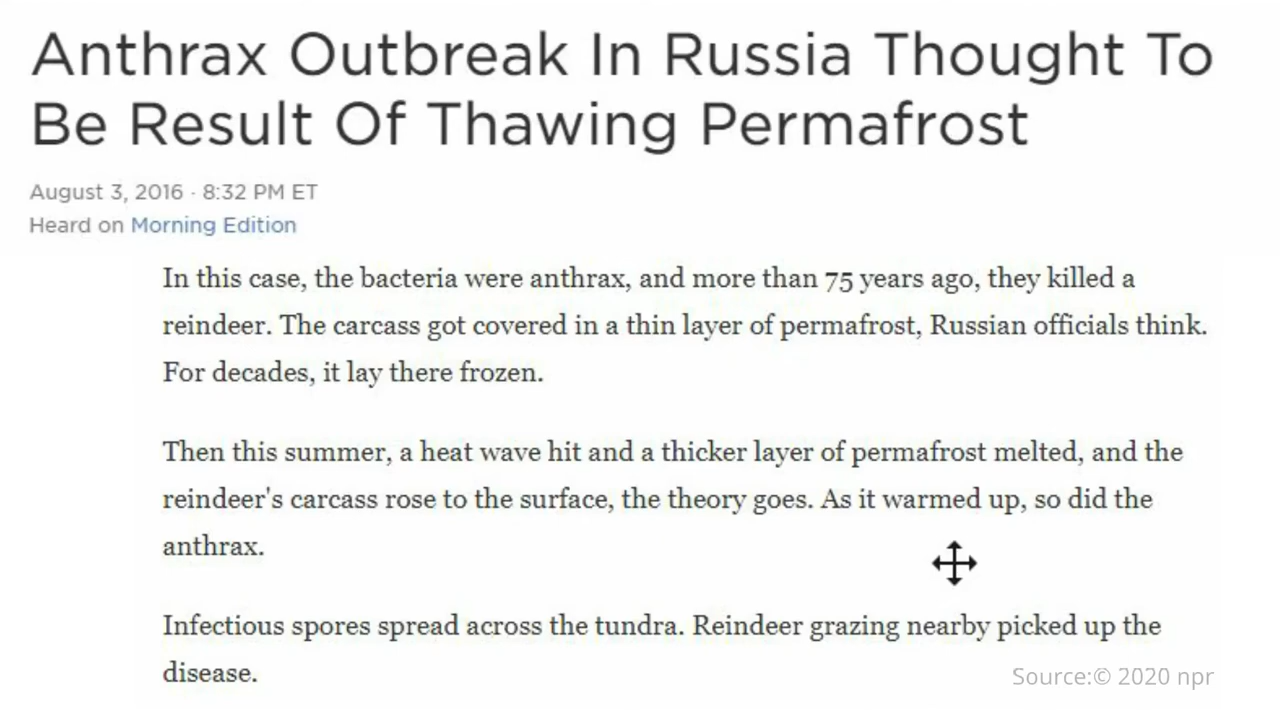 Anthrax Outbreak In Russia Thought To
Be Result Of Thawing Permafrost
August 3, 2016 · 8:32 PM ET
Heard on Morning Edition
In this case, the bacteria were anthrax, and more than 75 years ago, they killed a
reindeer. The carcass got covered in a thin layer of permafrost, Russian officials think.
For decades, it lay there frozen.
Then this summer, a heat wave hit and a thicker layer of permafrost melted, and the
reindeer's carcass rose to the surface, the theory goes. As it warmed up, so did the
anthrax.
Infectious spores spread across the tundra. Reindeer grazing nearby picked up the
disease.
Source:© 2020 npr